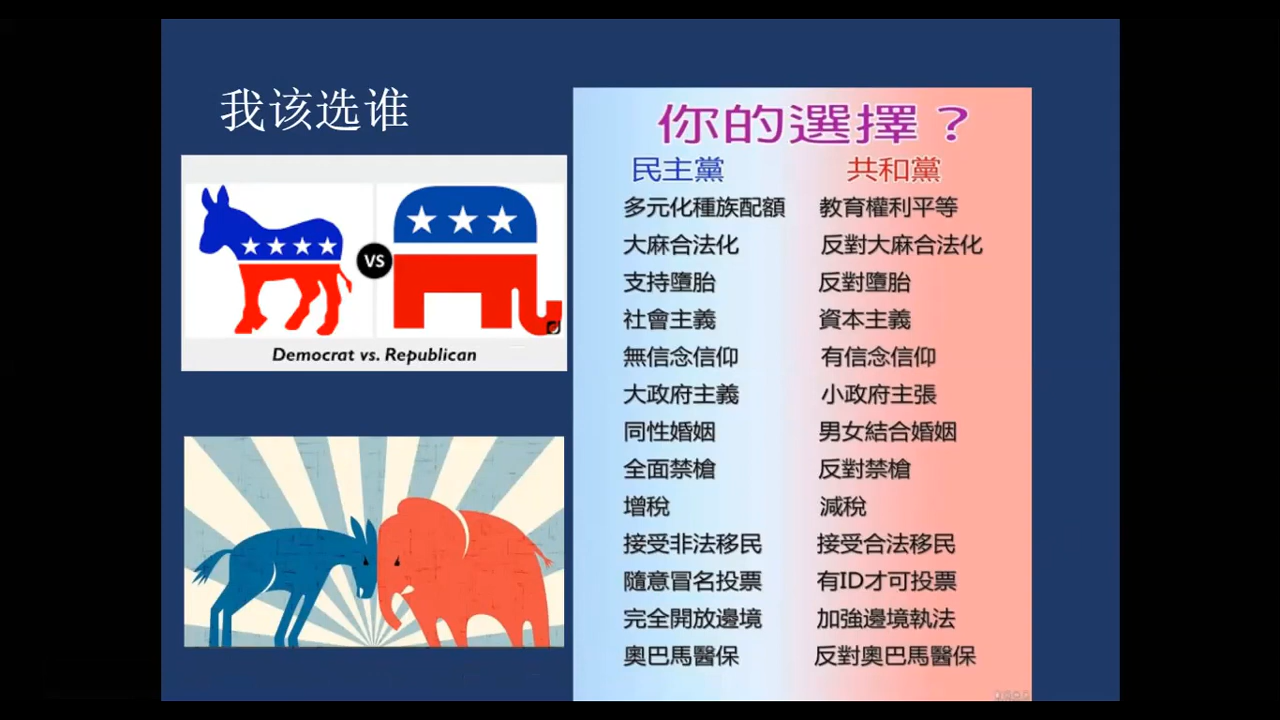 我该选谁
VS
Democrat vs. Republican
你的選擇？
民主黨 共和黨
多元化種族配額 教育權利平等
大麻合法化 反對大麻合法化
支持墮胎 反對墮胎
社會主義 資本主義
無信念信仰 有信念信仰
大政府主義 小政府主張
同性婚姻 男女結合婚姻
全面禁槍 反對禁槍
增稅 減稅
接受非法移民 接受合法移民
隨意冒名投票 有ID才可投票
完全開放邊境 加強邊境執法
奧巴馬醫保 反對奧巴馬醫保